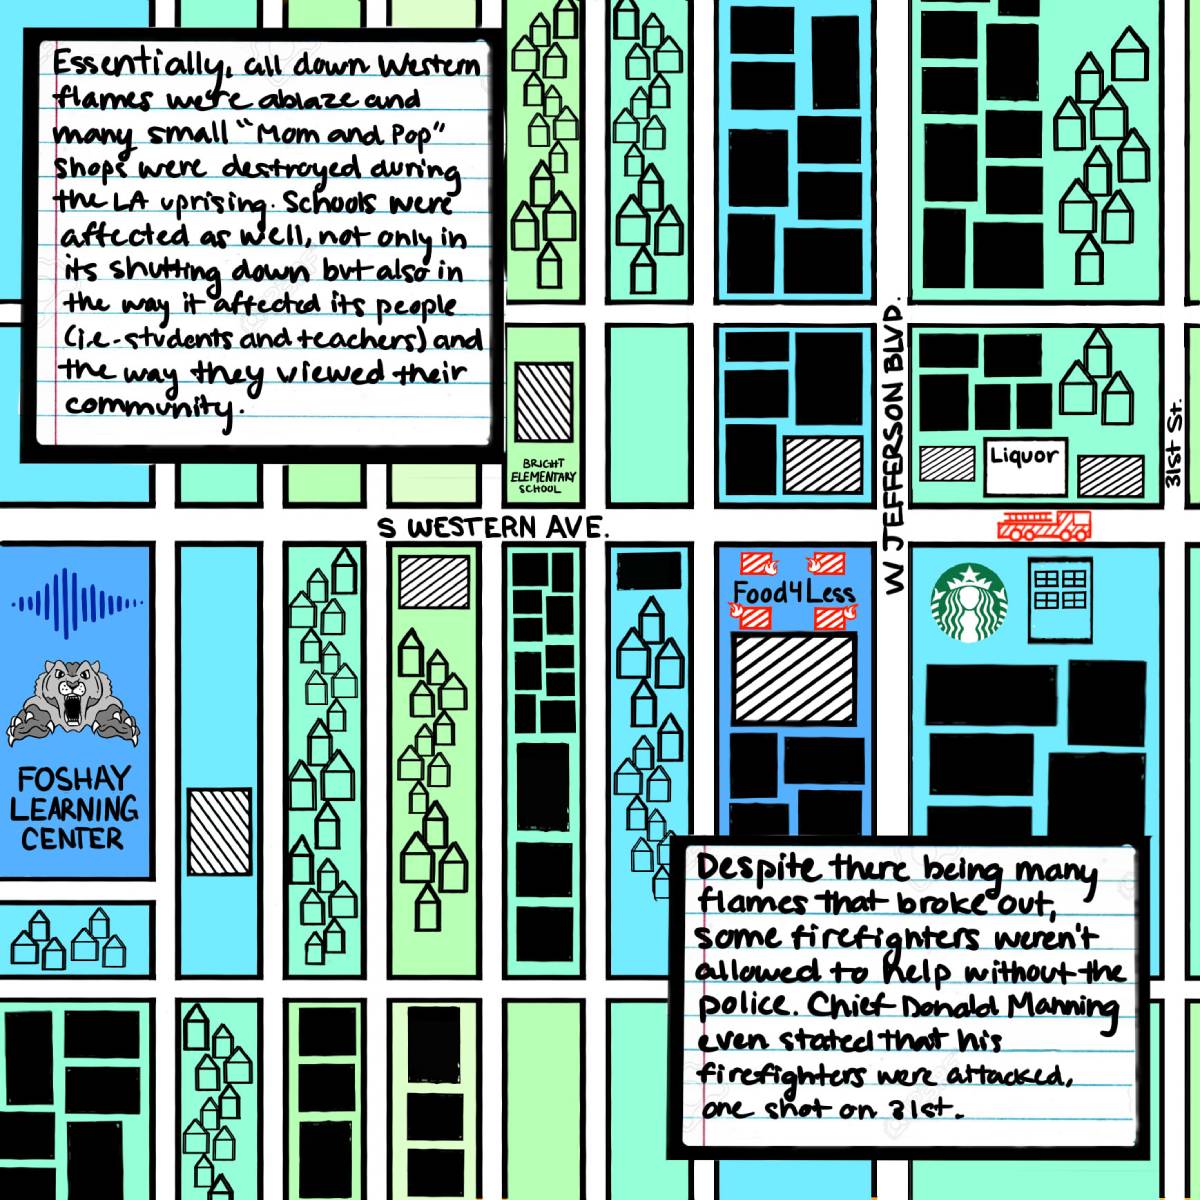 Essentially, all down Western
flames were ablaze and
many small "Mom and Pop"
shops were destroyed during
the LA uprising. Schools were
affected as well, not only in
its shutting down but also in
the way it affected its people
(i.e. students and teachers) and
the way they viewed their
community.
BRIGHT
ELEMENTARY
SCHOOL
W JEFFERSON BLVD.
Liquor
31st St.
S WESTERN AVE.
Food4Less
FOSHAY
LEARNING
CENTER
Despite there being many
flames that broke out,
some firefighters weren't
allowed to help without the
police. Chief Donald Manning
even stated that his
firefighters were attacked,
one shot on 31st.